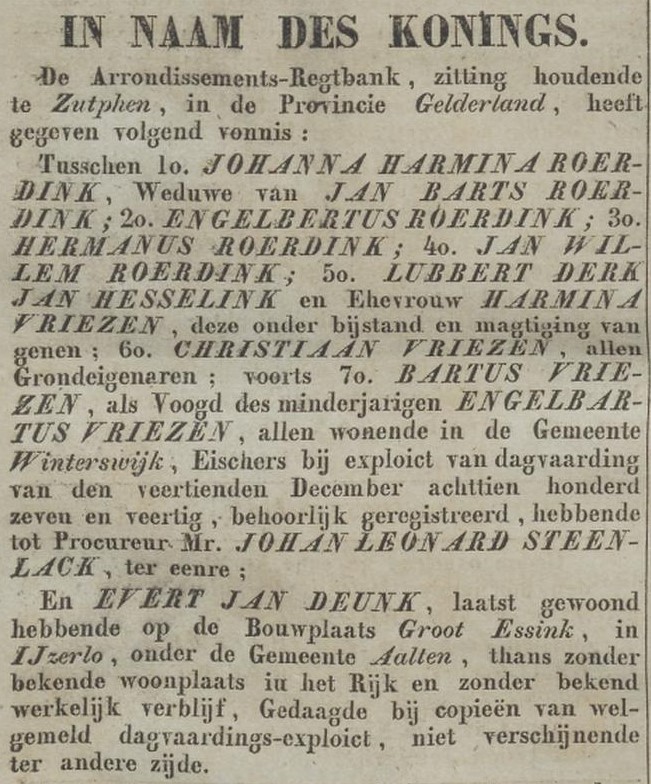 IN NAAM DES KONINGS.
De Arrondissements-Regtbank, zitting houdende
te Zutphen, in de Provincie Gelderland, heeft
gegeven volgend vonnis :
Tusschen 1o. JOHANNA HARMINA ROER-
DINK, Weduwe van JAN BARTS ROER-
DINK; 2o. ENGELBERTUS ROERDINK; 3o.
HERMANUS ROERDINK; 4o. JAN WIL-
LEM ROERDINK; 5o. LUBBERT DERK
JAN HESSELINK en Ehevrouw HARMINA
VRIEZEN, deze onder bijstand en magtiging van
genen; 6o. CHRISTIAAN VRIEZEN, allen
Grondeigenaren; voorts 7o. BARTUS VRIE-
ZEN, als Voogd des minderjarigen ENGELBAR-
TUS VRIEZEN, allen wonende in de Gemeente
Winterswijk, Eischers bij exploict van dagvaarding
van den veertienden December achttien honderd
zeven en veertig, behoorlijk geregistreerd, hebbende
tot Procureur Mr. JOHAN LEONARD STEEN-
LACK, ter eenre;
En EVERT JAN DEUNK, laatst gewoond
hebbende op de Bouwplaats Groot Essink, in
IJzerlo, onder de Gemeente Aalten, thans zonder
bekende woonplaats iu het Rijk en zonder bekend
werkelijk verblijf, Gedaagde bij copieën van wel-
gemeld dagvaardings-exploict, niet verschijnende
ter andere zijde.